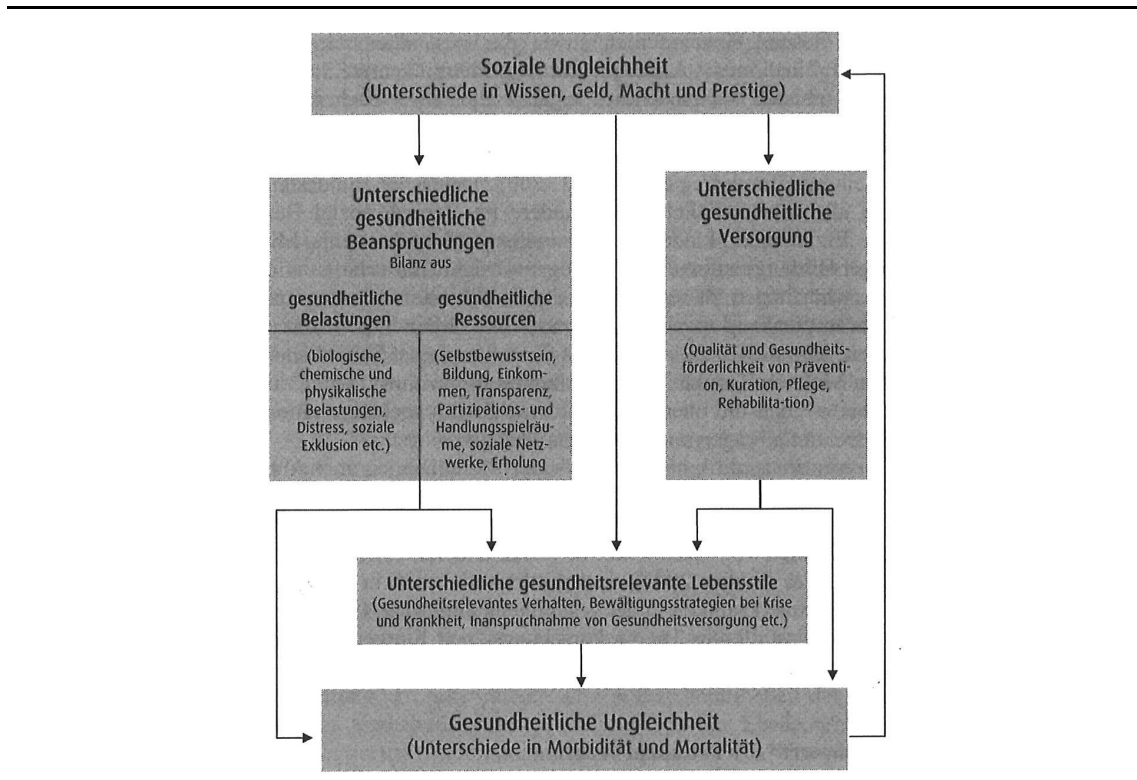 Soziale Ungleichheit
(Unterschiede in Wissen, Geld, Macht und Prestige)
Unterschiedliche
gesundheitliche
Beanspruchungen
Bilanz aus
gesundheitliche
Belastungen
(biologische,
chemische und
physikalische
Belastungen,
Distress, soziale
Exklusion etc.)
gesundheitliche
Ressourcen
(Selbstbewusstsein,
Bildung, Einkom-
men, Transparenz,
Partizipations- und
Handlungsspielräu-
me, soziale Netz-
werke, Erholung
Unterschiedliche
gesundheitliche
Versorgung
(Qualität und Gesundheits-
förderlichkeit von Präventi-
on, Kuration, Pflege,
Rehabilita-tion)
Unterschiedliche gesundheitsrelevante Lebensstile
(Gesundheitsrelevantes Verhalten, Bewältigungsstrategien bei Krise
und Krankheit, Inanspruchnahme von Gesundheitsversorgung etc.)
Gesundheitliche Ungleichheit
(Unterschiede in Morbidität und Mortalität)